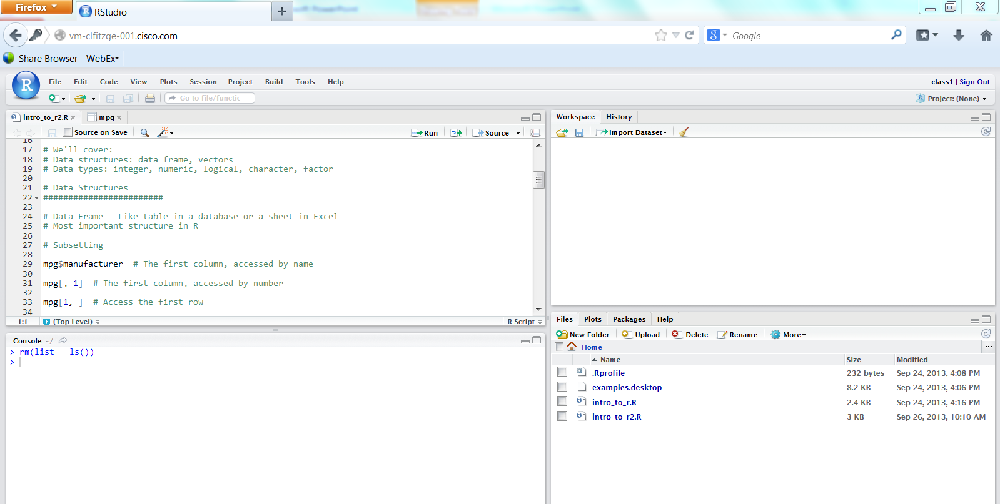 Firefox
RStudio
PowerPoint
vm-clfitzge-001.cisco.com
Google
Share Browser WebEx
File Edit Code View Plots Session Project Build Tools Help
class1 | Sign Out
Go to file/functic
Project: (None)
intro_to_r2.R mpg
Source on Save Run Source
16
17 # We'll cover:
18 # Data structures: data frame, vectors
19 # Data types: integer, numeric, logical, character, factor
20
21 # Data Structures
22 ########################
23
24 # Data Frame - Like table in a database or a sheet in Excel
25 # Most important structure in R
26
27 # Subsetting
28
29 mpg$manufacturer  # The first column, accessed by name
30
31 mpg[, 1]  # The first column, accessed by number
32
33 mpg[1, ]  # Access the first row
34
1:1 (Top Level) R Script
Console ~/
> rm(list = ls())
>
Workspace History
Import Dataset
Files Plots Packages Help
New Folder Upload Delete Rename More
Home ...
Name Size Modified
.Rprofile 232 bytes Sep 24, 2013, 4:08 PM
examples.desktop 8.2 KB Sep 24, 2013, 4:06 PM
intro_to_r.R 2.4 KB Sep 24, 2013, 4:16 PM
intro_to_r2.R 3 KB Sep 26, 2013, 10:10 AM